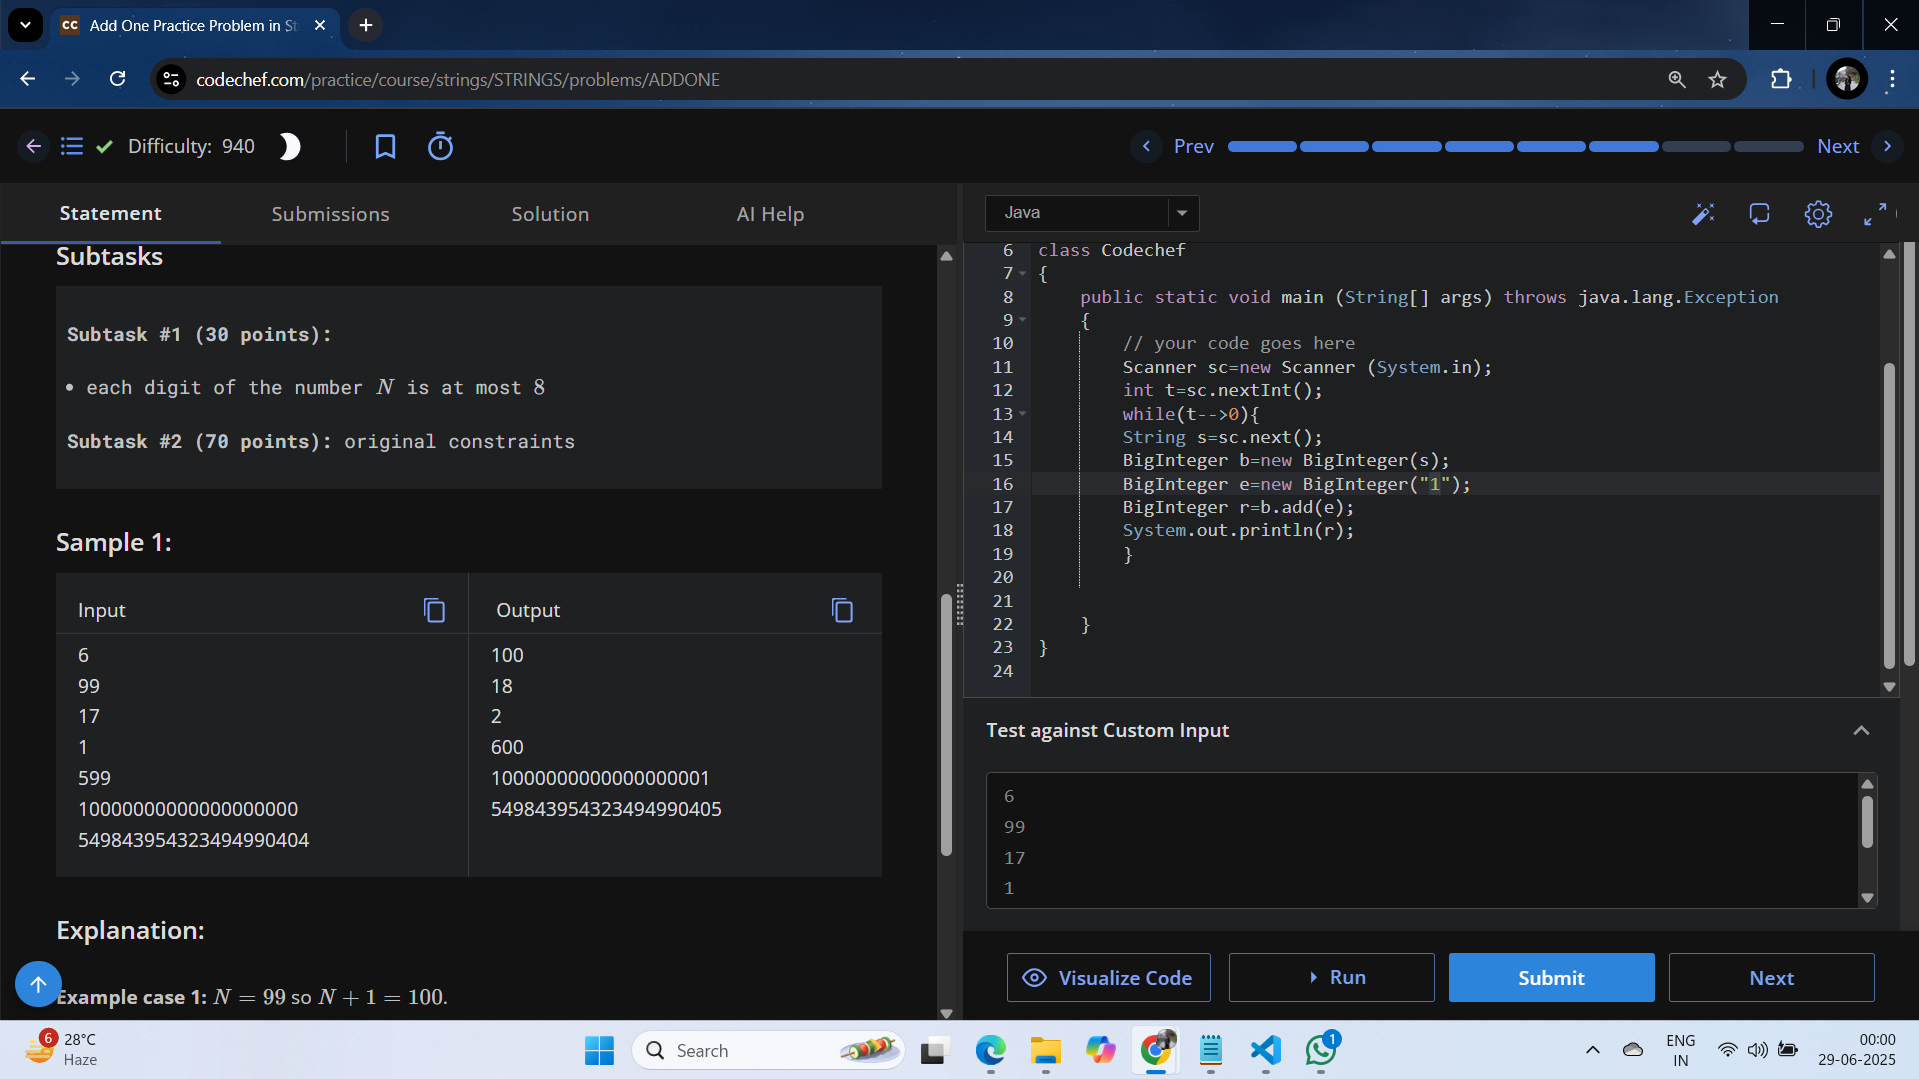 CC Add One Practice Problem in St
codechef.com/practice/course/strings/STRINGS/problems/ADDONE
Difficulty: 940
Prev
Next
Statement
Submissions
Solution
AI Help
Subtasks
Subtask #1 (30 points):
• each digit of the number N is at most 8
Subtask #2 (70 points): original constraints
Sample 1:
Input
Output
6
99
17
1
599
10000000000000000000
549843954323494990404
100
18
2
600
10000000000000000001
549843954323494990405
Explanation:
Example case 1: N = 99 so N + 1 = 100.
Java
6 class Codechef
7 {
8 public static void main (String[] args) throws java.lang.Exception
9 {
10 // your code goes here
11 Scanner sc=new Scanner (System.in);
12 int t=sc.nextInt();
13 while(t-->0){
14 String s=sc.next();
15 BigInteger b=new BigInteger(s);
16 BigInteger e=new BigInteger("1");
17 BigInteger r=b.add(e);
18 System.out.println(r);
19 }
20
21
22 }
23 }
24
Test against Custom Input
6
99
17
1
Visualize Code
Run
Submit
Next
6
28°C
Haze
Search
1
ENG
IN
00:00
29-06-2025